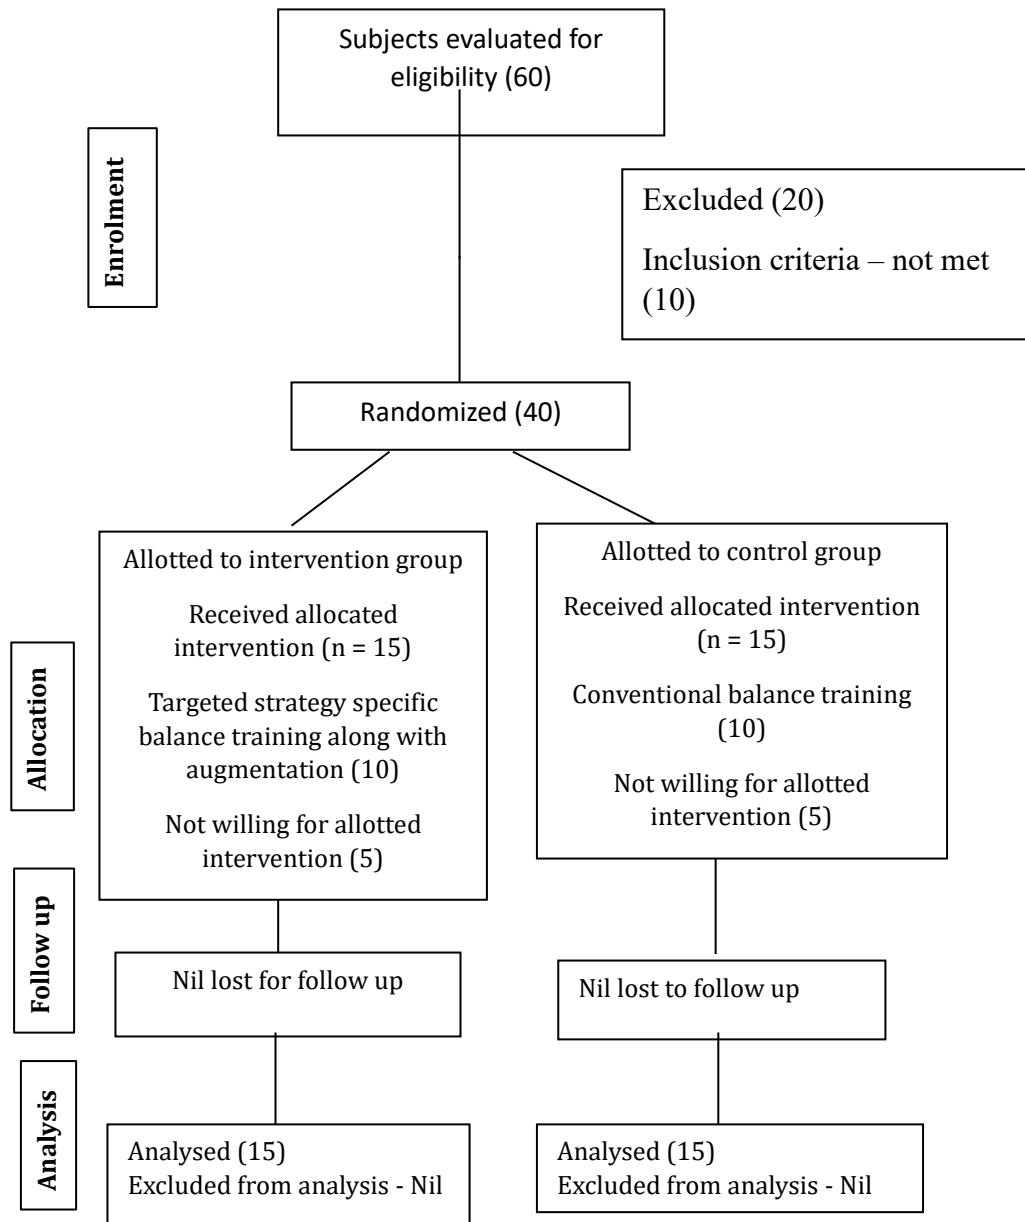 Subjects evaluated for
eligibility (60)
Enrolment
Excluded (20)
Inclusion criteria – not met
(10)
Randomized (40)
Allocation
Allotted to intervention group
Received allocated
intervention (n = 15)
Targeted strategy specific
balance training along with
augmentation (10)
Not willing for allotted
intervention (5)
Allotted to control group
Received allocated intervention
(n = 15)
Conventional balance training
(10)
Not willing for allotted
intervention (5)
Follow up
Nil lost for follow up
Nil lost to follow up
Analysis
Analysed (15)
Excluded from analysis - Nil
Analysed (15)
Excluded from analysis - Nil